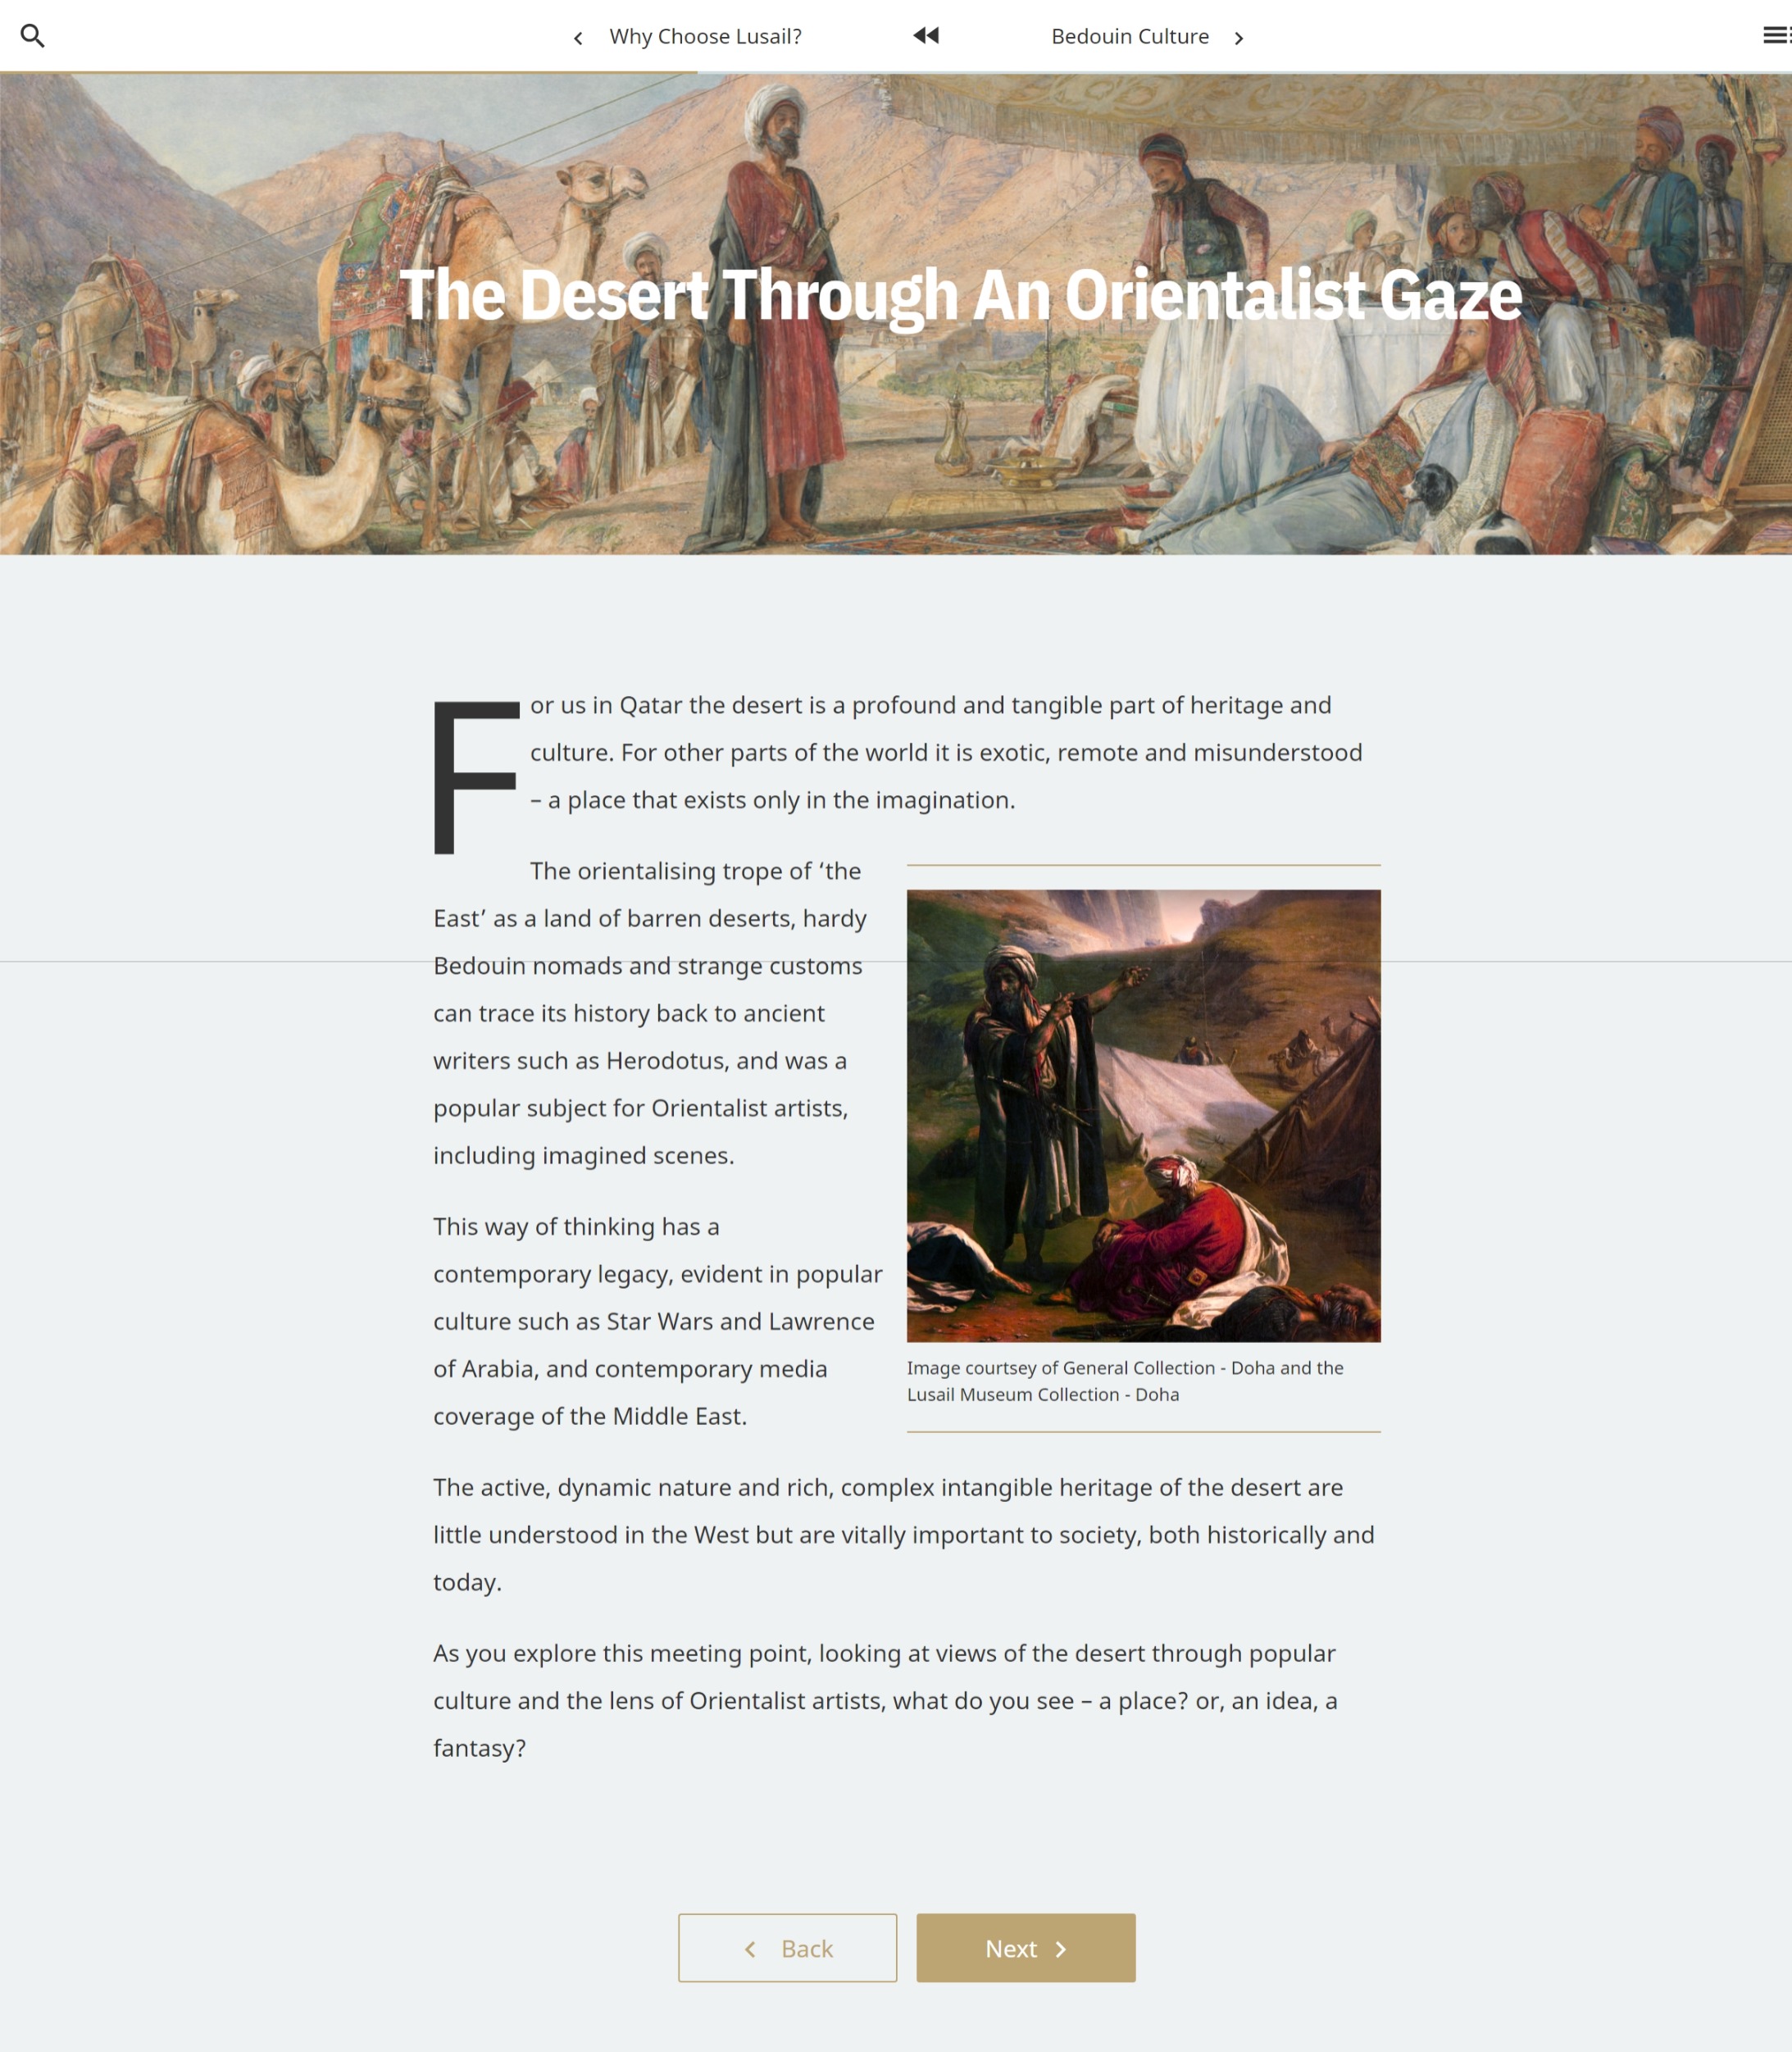 Why Choose Lusail?
Bedouin Culture
The Desert Through An Orientalist Gaze
For us in Qatar the desert is a profound and tangible part of heritage and
culture. For other parts of the world it is exotic, remote and misunderstood
– a place that exists only in the imagination.
The orientalising trope of ‘the
East’ as a land of barren deserts, hardy
Bedouin nomads and strange customs
can trace its history back to ancient
writers such as Herodotus, and was a
popular subject for Orientalist artists,
including imagined scenes.
This way of thinking has a
contemporary legacy, evident in popular
culture such as Star Wars and Lawrence
of Arabia, and contemporary media
coverage of the Middle East.
Image courtsey of General Collection - Doha and the
Lusail Museum Collection - Doha
The active, dynamic nature and rich, complex intangible heritage of the desert are
little understood in the West but are vitally important to society, both historically and
today.
As you explore this meeting point, looking at views of the desert through popular
culture and the lens of Orientalist artists, what do you see – a place? or, an idea, a
fantasy?
Back
Next